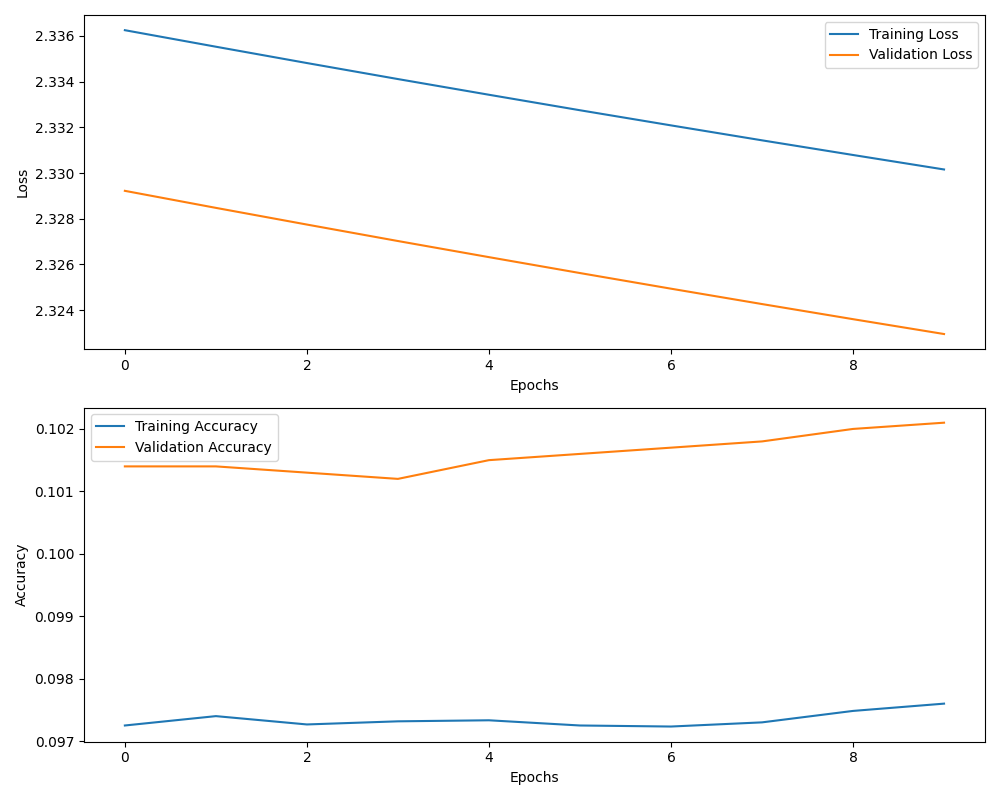 2.336
2.334
2.332
2.330
2.328
2.326
2.324
Loss
Training Loss
Validation Loss
0 2 4 6 8
Epochs
0.102
0.101
0.100
0.099
0.098
0.097
Accuracy
Training Accuracy
Validation Accuracy
0 2 4 6 8
Epochs